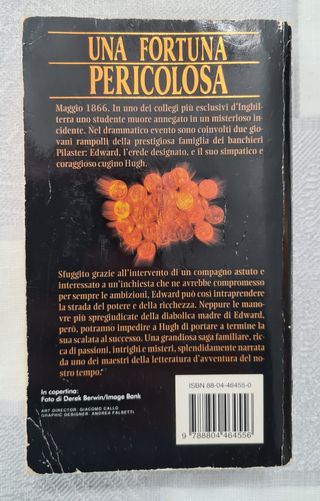 UNA FORTUNA
PERICOLOSA
Maggio 1866. In uno dei collegi più esclusivi d'Inghil-
terra uno studente muore annegato in un misterioso in-
cidente. Nel drammatico evento sono coinvolti due gio-
vani rampolli della prestigiosa famiglia dei banchieri
Pilaster: Edward, l'erede designato, e il suo simpatico e
coraggioso cugino Hugh.
Sfuggito grazie all'intervento di un compagno astuto e
interessato a un'inchiesta che ne avrebbe compromesso
per sempre le ambizioni, Edward può così intraprendere
la strada del potere e della ricchezza. Neppure le mano-
vre più spregiudicate della diabolica madre di Edward,
però, potranno impedire a Hugh di portare a termine la
sua scalata al successo. Una grandiosa saga familiare, ric-
ca di passioni, intrighi e misteri, splendidamente narrata
da uno dei maestri della letteratura d'avventura del no-
stro tempo.
In copertina:
Foto di Derek Berwin/Image Bank
ART DIRECTOR: GIACOMO CALLO
GRAPHIC DESIGNER: ANDREA FALSETTI
ISBN 88-04-46455-0
9 788804 464556